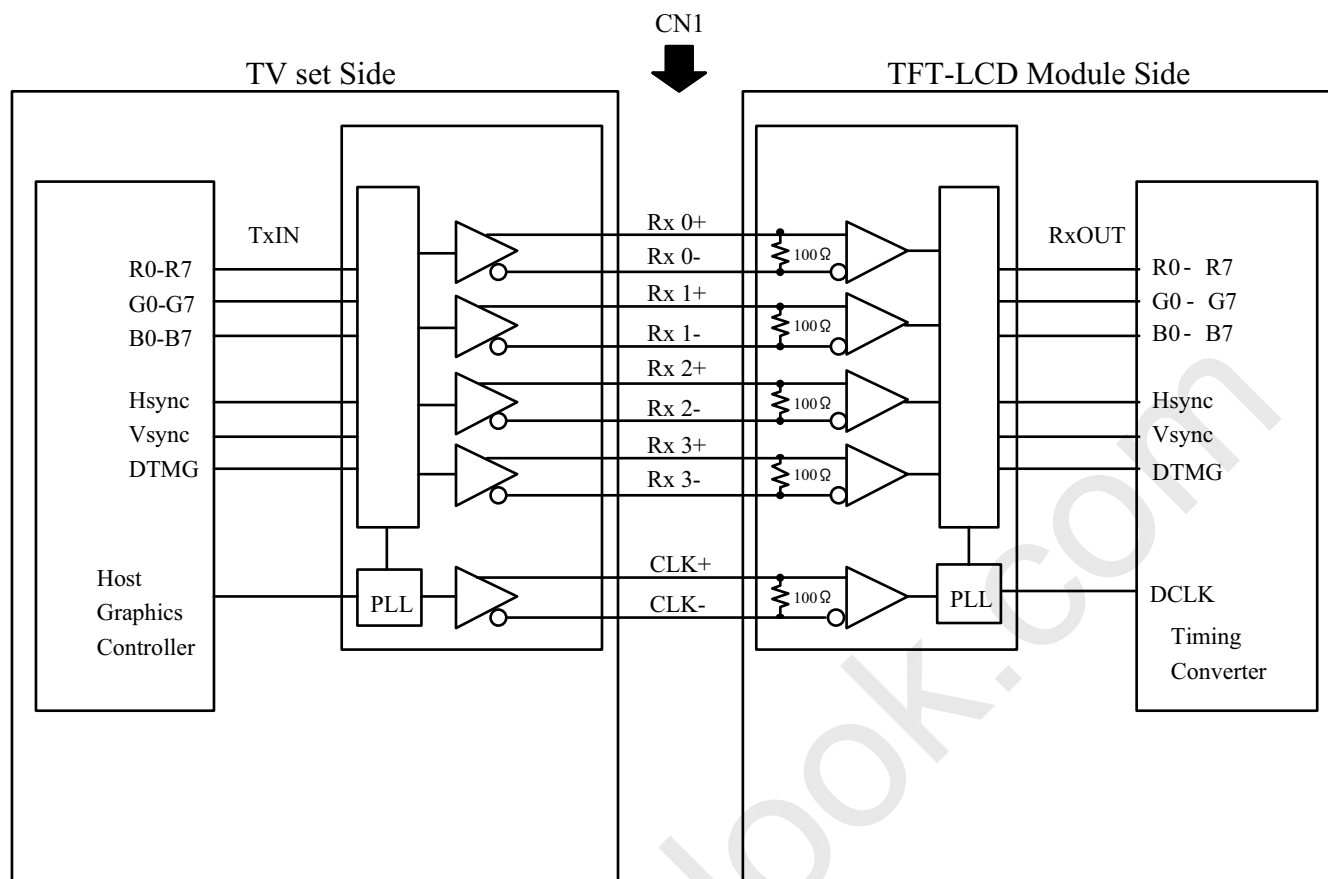 CN1
TV set Side
TFT-LCD Module Side
TxIN
R0-R7
G0-G7
B0-B7
Hsync
Vsync
DTMG
Host
Graphics
Controller
PLL
Rx 0+
Rx 0-
Rx 1+
Rx 1-
Rx 2+
Rx 2-
Rx 3+
Rx 3-
CLK+
CLK-
100Ω
100Ω
100Ω
100Ω
100Ω
PLL
RxOUT
R0- R7
G0- G7
B0- B7
Hsync
Vsync
DTMG
DCLK
Timing
Converter
look.com